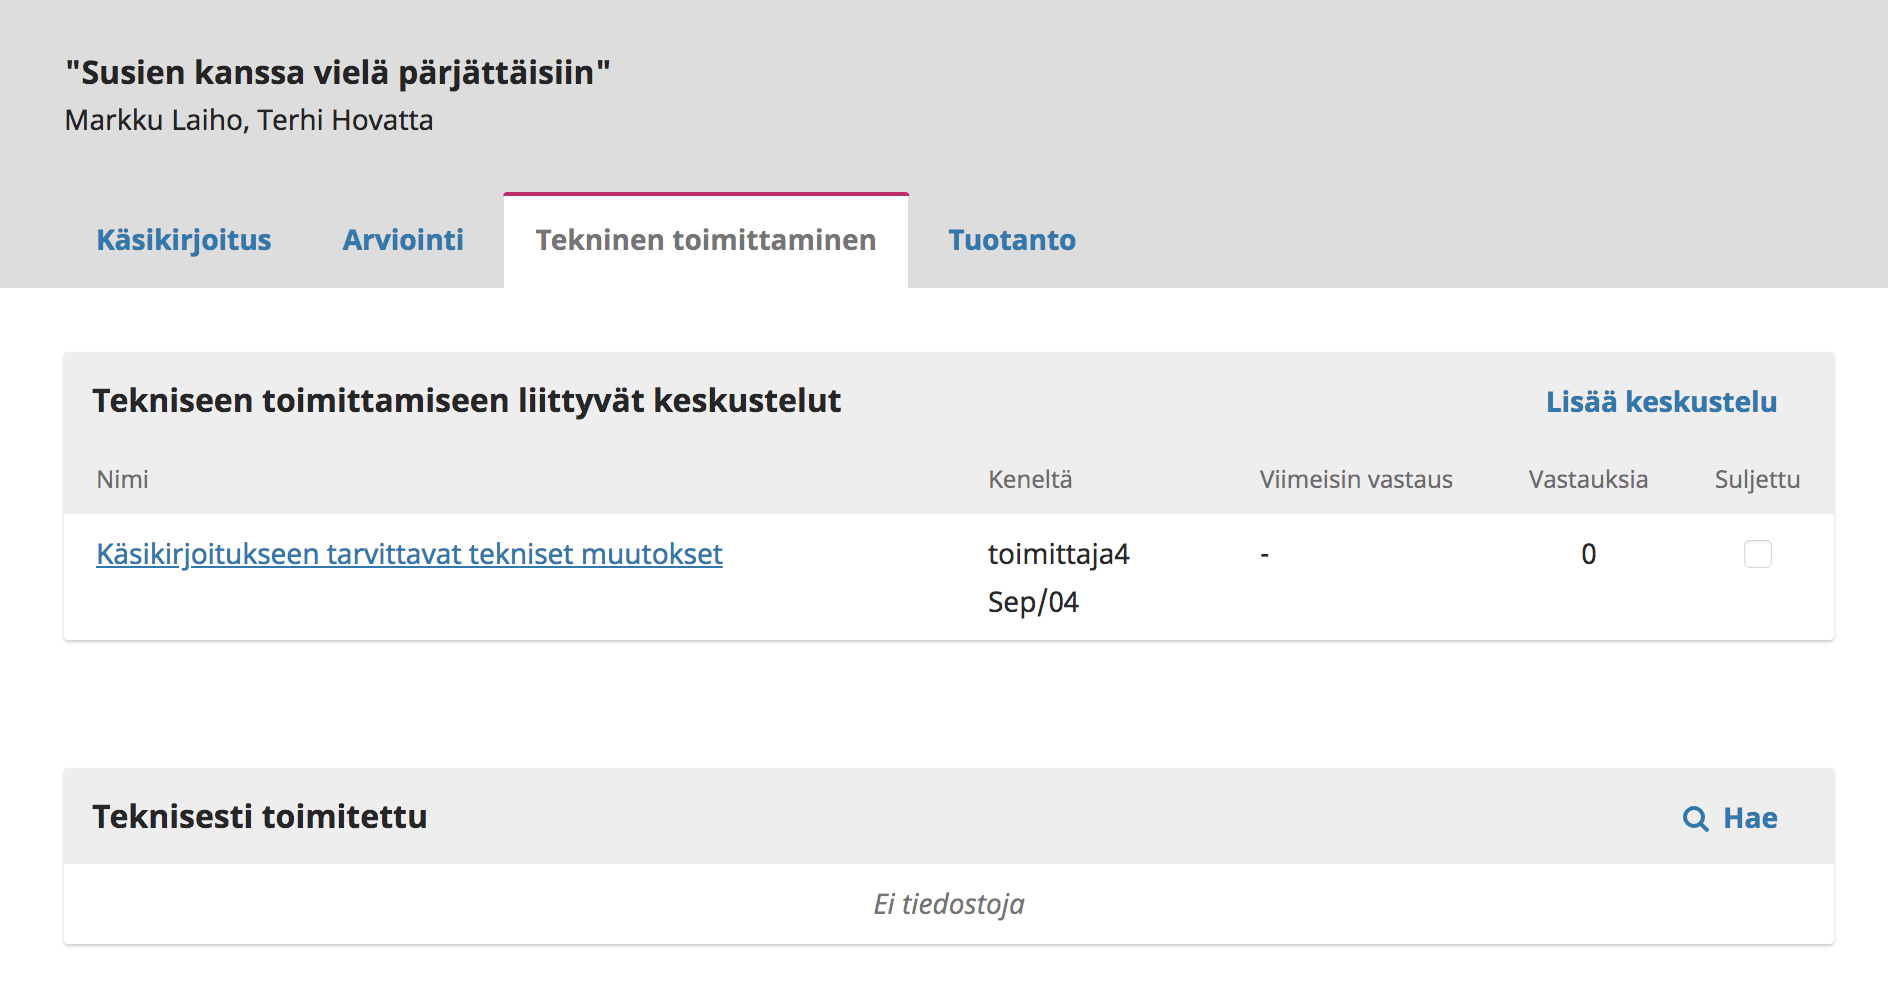 "Susien kanssa vielä pärjättäisiin"
Markku Laiho, Terhi Hovatta
Käsikirjoitus Arviointi Tekninen toimittaminen Tuotanto
Tekniseen toimittamiseen liittyvät keskustelut Lisää keskustelu
Nimi Keneltä Viimeisin vastaus Vastauksia Suljettu
Käsikirjoitukseen tarvittavat tekniset muutokset toimittaja4 - 0
Sep/04
Teknisesti toimitettu Hae
Ei tiedostoja